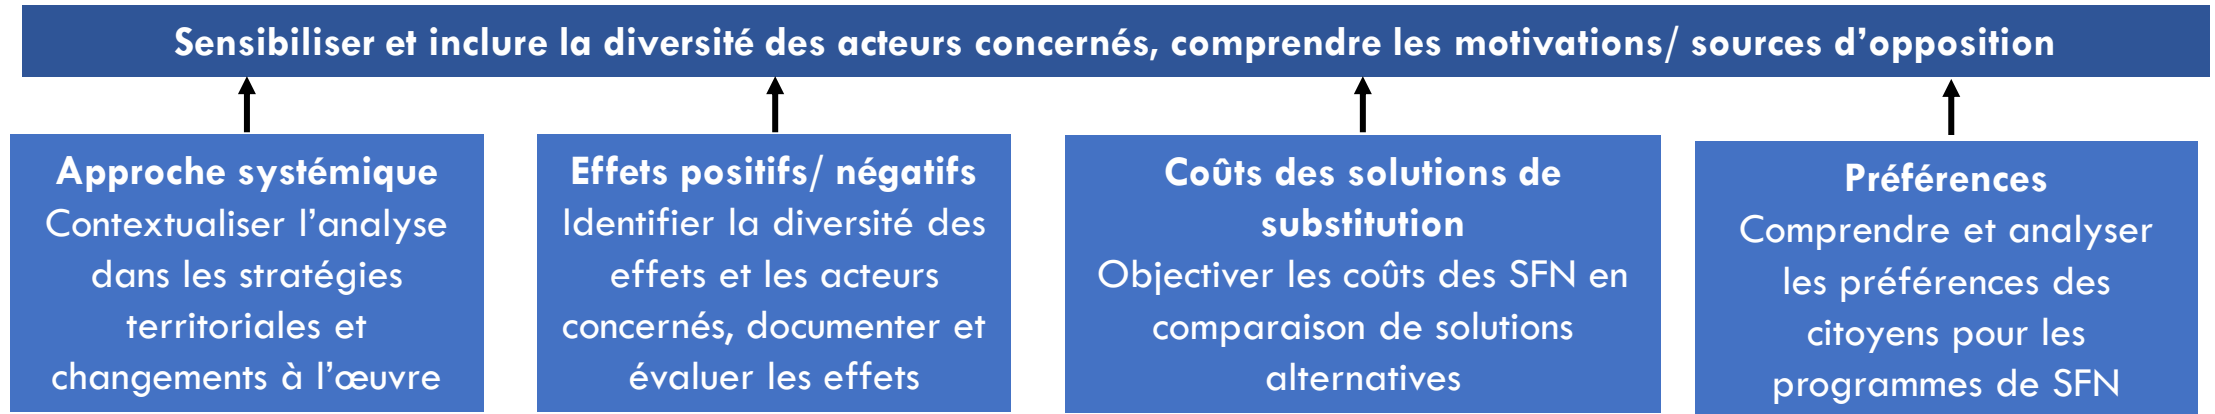 Sensibiliser et inclure la diversité des acteurs concernés, comprendre les motivations/ sources d’opposition
Approche systémique
Contextualiser l’analyse
dans les stratégies
territoriales et
changements à l’œuvre
Effets positifs/ négatifs
Identifier la diversité des
effets et les acteurs
concernés, documenter et
évaluer les effets
Coûts des solutions de
substitution
Objectiver les coûts des SFN en
comparaison de solutions
alternatives
Préférences
Comprendre et analyser
les préférences des
citoyens pour les
programmes de SFN